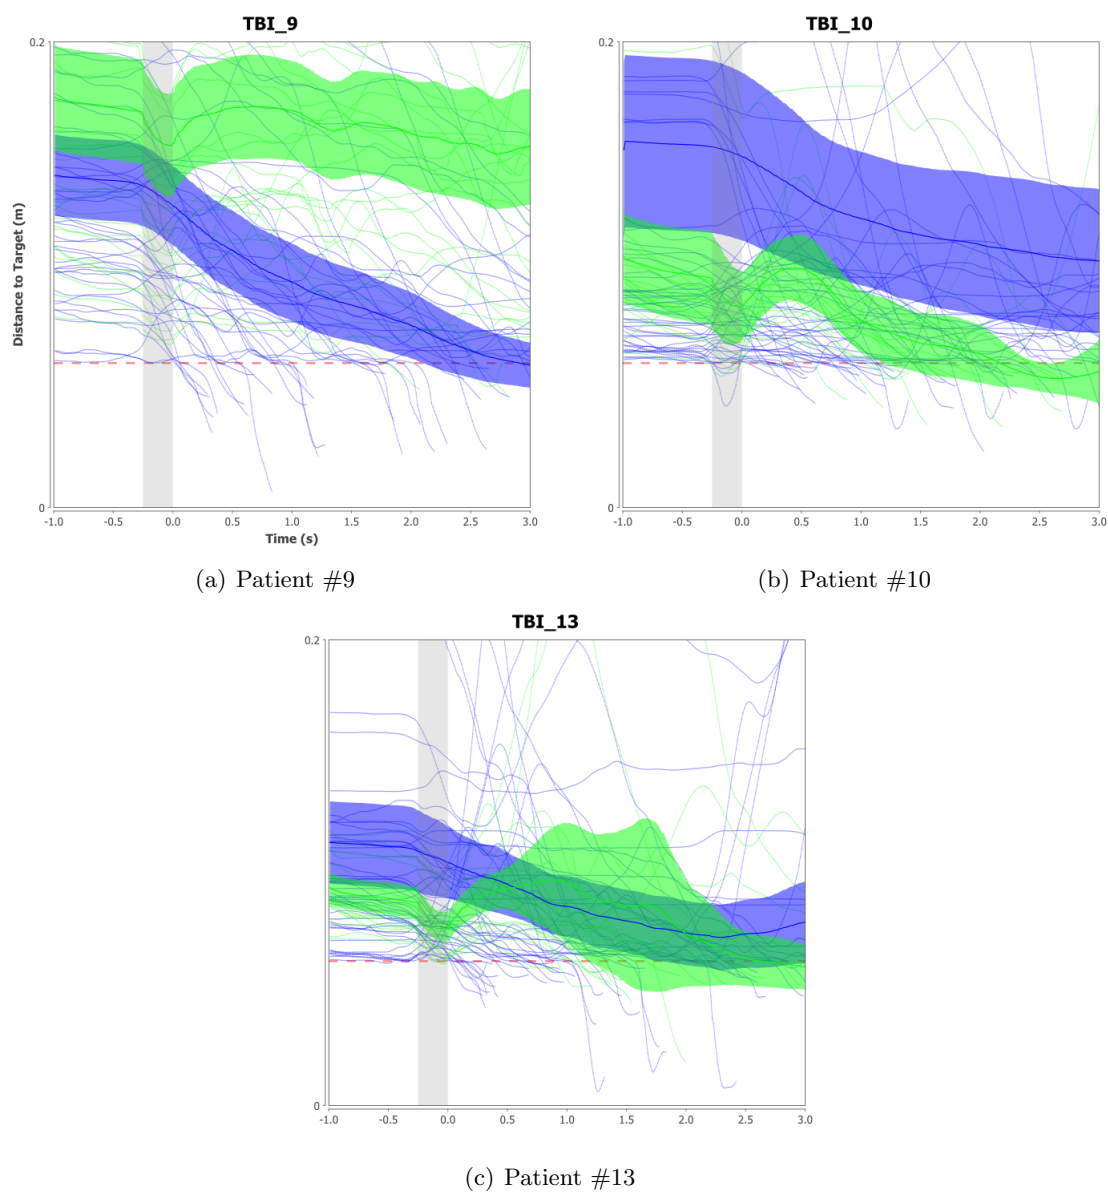 TBI_9
0.2
Distance to Target (m)
0
-1.0 -0.5 0.0 0.5 1.0 1.5 2.0 2.5 3.0
Time (s)
(a) Patient #9
TBI_10
0.2
0
-1.0 -0.5 0.0 0.5 1.0 1.5 2.0 2.5 3.0
(b) Patient #10
TBI_13
0.2
0
-1.0 -0.5 0.0 0.5 1.0 1.5 2.0 2.5 3.0
(c) Patient #13